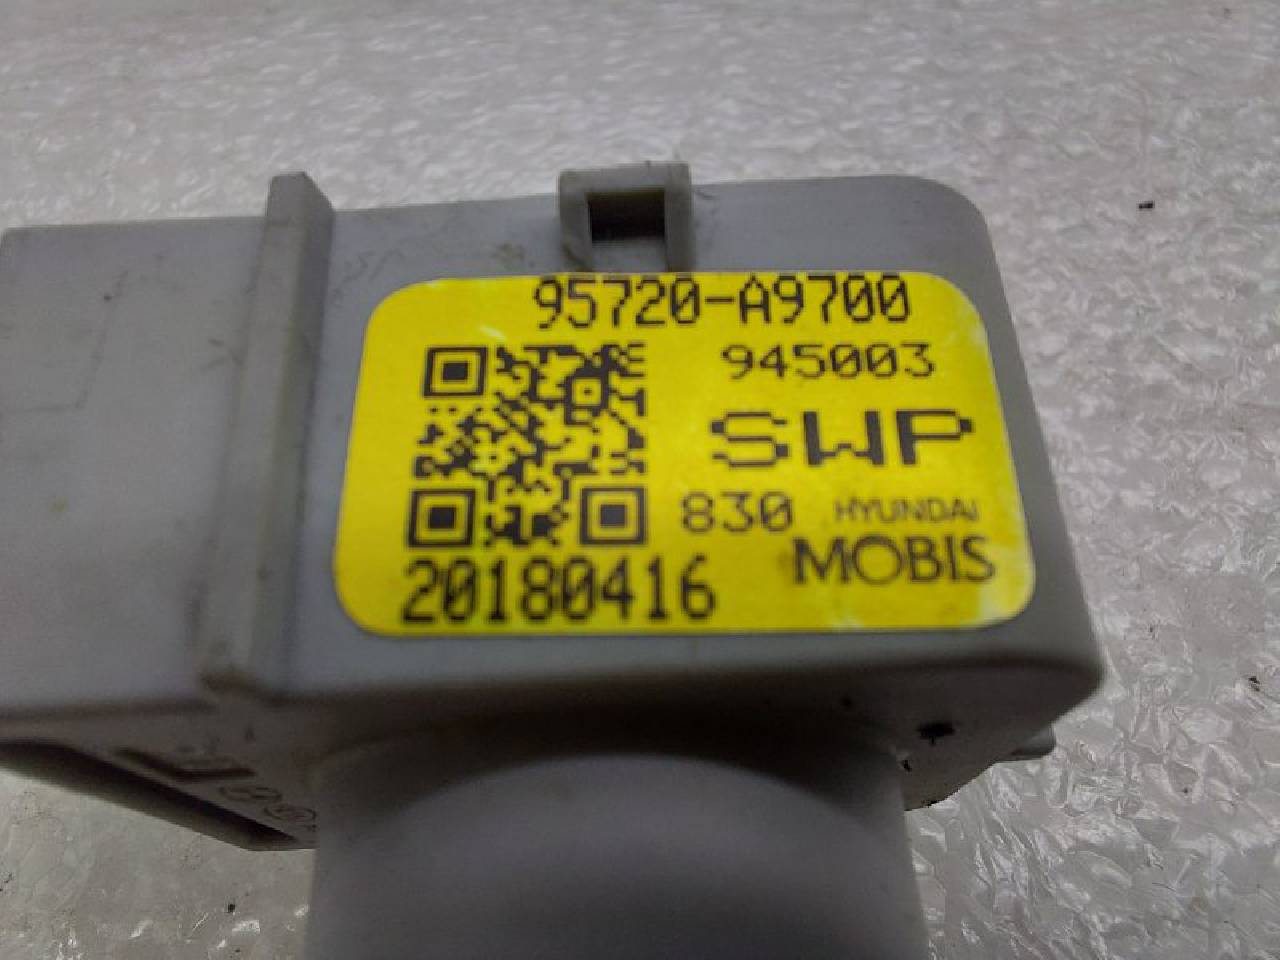 95720-A9700
945003
SWP
830 HYUNDAI
MOBIS
20180416